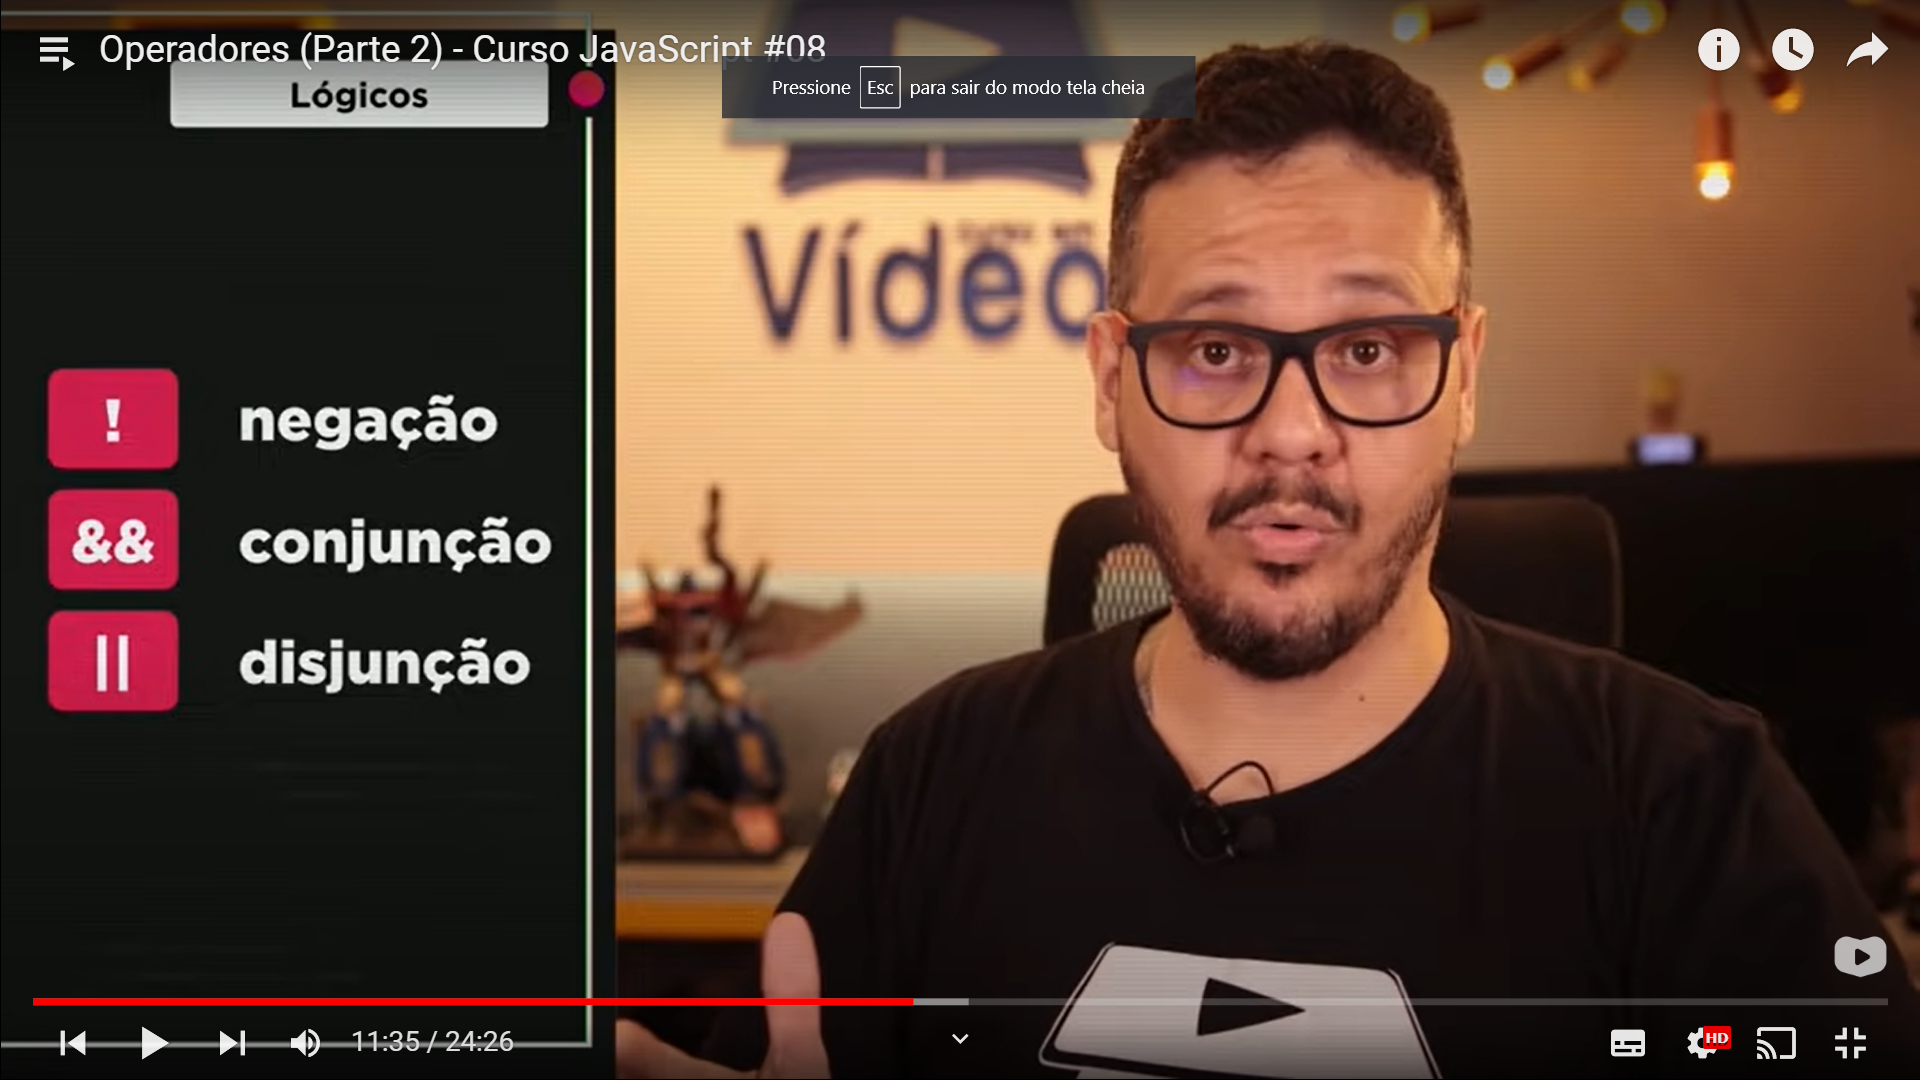 Operadores (Parte 2) - Curso JavaScript #08
Pressione Esc para sair do modo tela cheia
Lógicos
Vídeo
! negação
&& conjunção
|| disjunção
11:35 / 24:26
HD